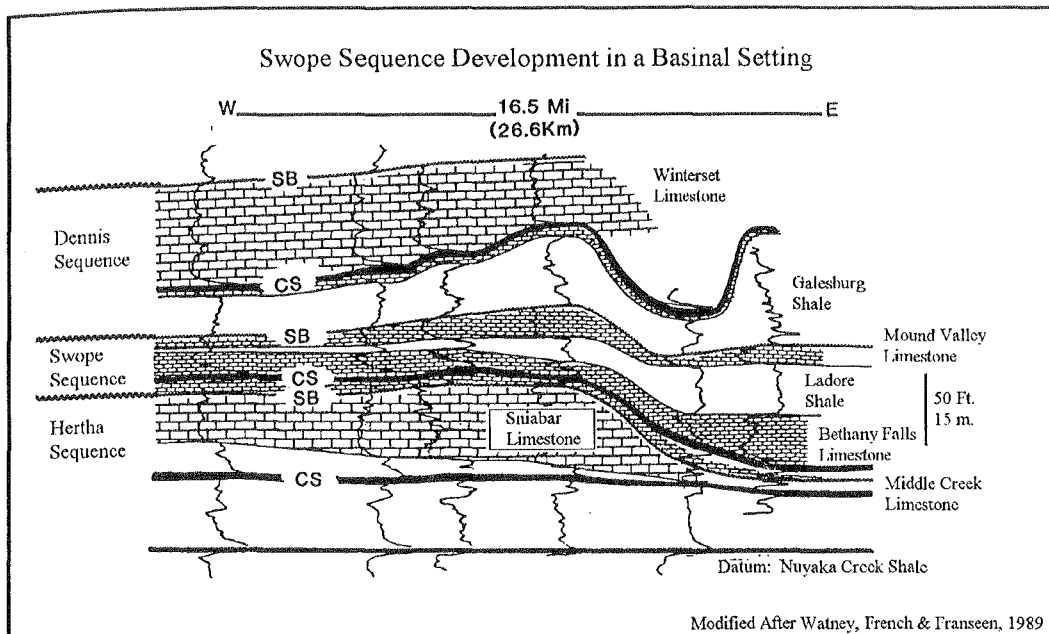 Swope Sequence Development in a Basinal Setting
W
16.5 Mi
(26.6Km)
E
SB
Winterset
Limestone
Dennis
Sequence
CS
Galesburg
Shale
SB
Mound Valley
Limestone
Swope
Sequence
CS
SB
Ladore
Shale
50 Ft.
15 m.
Hertha
Sequence
Sniabar
Limestone
Bethany Falls
Limestone
CS
Middle Creek
Limestone
Datum: Nuyaka Creek Shale
Modified After Watney, French & Franseen, 1989